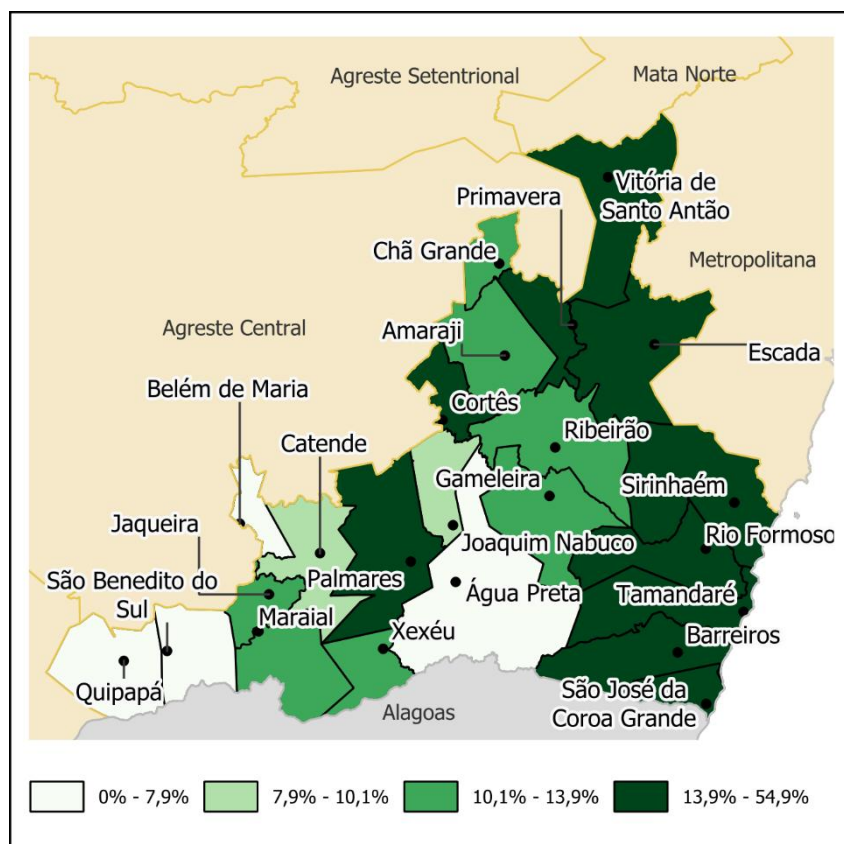 Agreste Setentrional
Mata Norte
Primavera
Vitória de
Santo Antão
Chã Grande
Metropolitana
Agreste Central
Amaraji
Escada
Belém de Maria
Cortês
Catende
Ribeirão
Gameleira
Sirinhaém
Jaqueira
Joaquim Nabuco
Rio Formoso
São Benedito do
Sul
Palmares
Água Preta
Tamandaré
Maraial
Xexéu
Barreiros
Quipapá
São José da
Coroa Grande
Alagoas
0% - 7,9%
7,9% - 10,1%
10,1% - 13,9%
13,9% - 54,9%